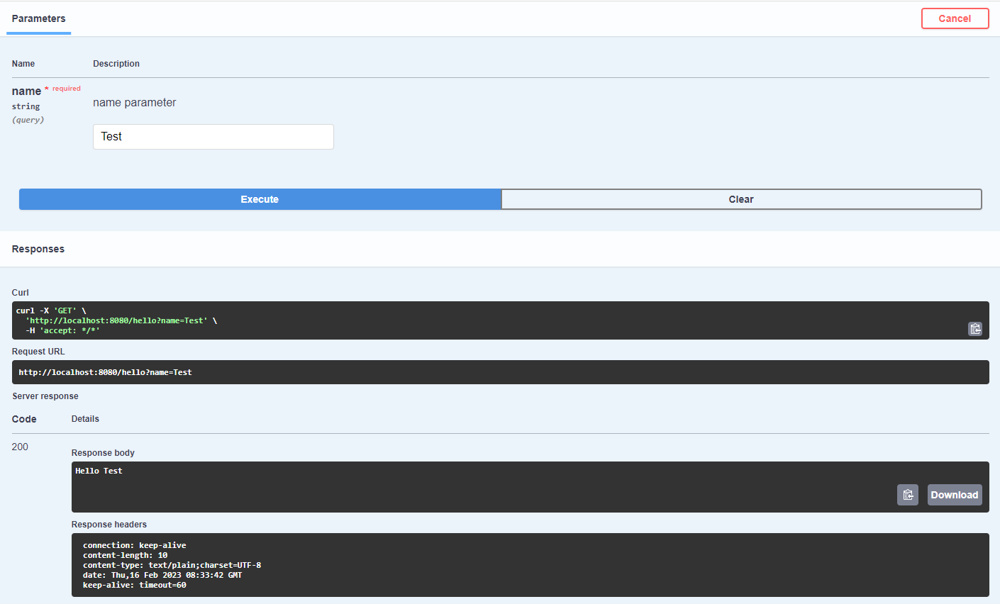 Parameters
Cancel
Name Description
name * required
string
(query)
name parameter
Test
Execute
Clear
Responses
Curl
curl -X 'GET' \
'http://localhost:8080/hello?name=Test' \
-H 'accept: */*'
Request URL
http://localhost:8080/hello?name=Test
Server response
Code Details
200
Response body
Hello Test
Download
Response headers
connection: keep-alive
content-length: 10
content-type: text/plain;charset=UTF-8
date: Thu,16 Feb 2023 08:33:42 GMT
keep-alive: timeout=60